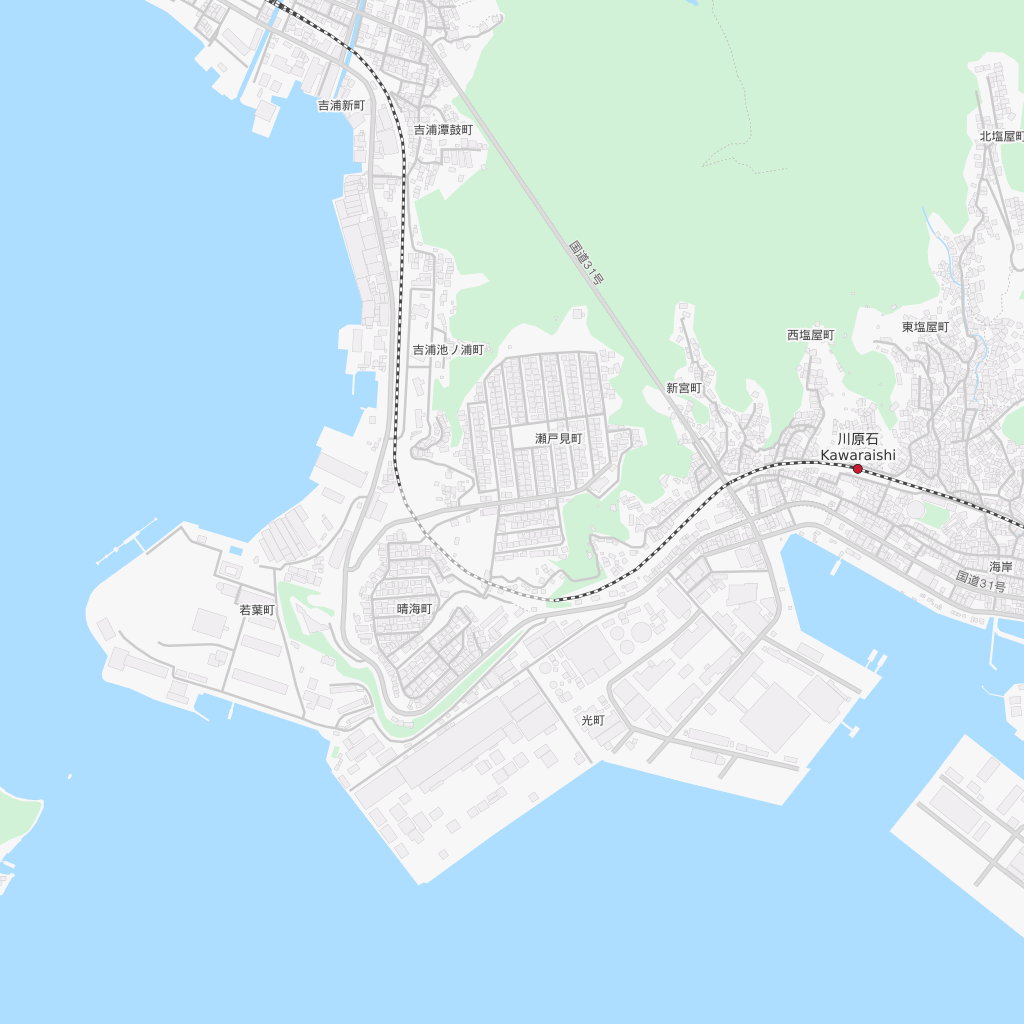 吉浦新町
吉浦潭鼓町
北塩屋町
国道31号
東塩屋町
西塩屋町
吉浦池ノ浦町
新宮町
瀬戸見町
川原石
Kawaraishi
海岸
国道31号
若葉町
晴海町
光町